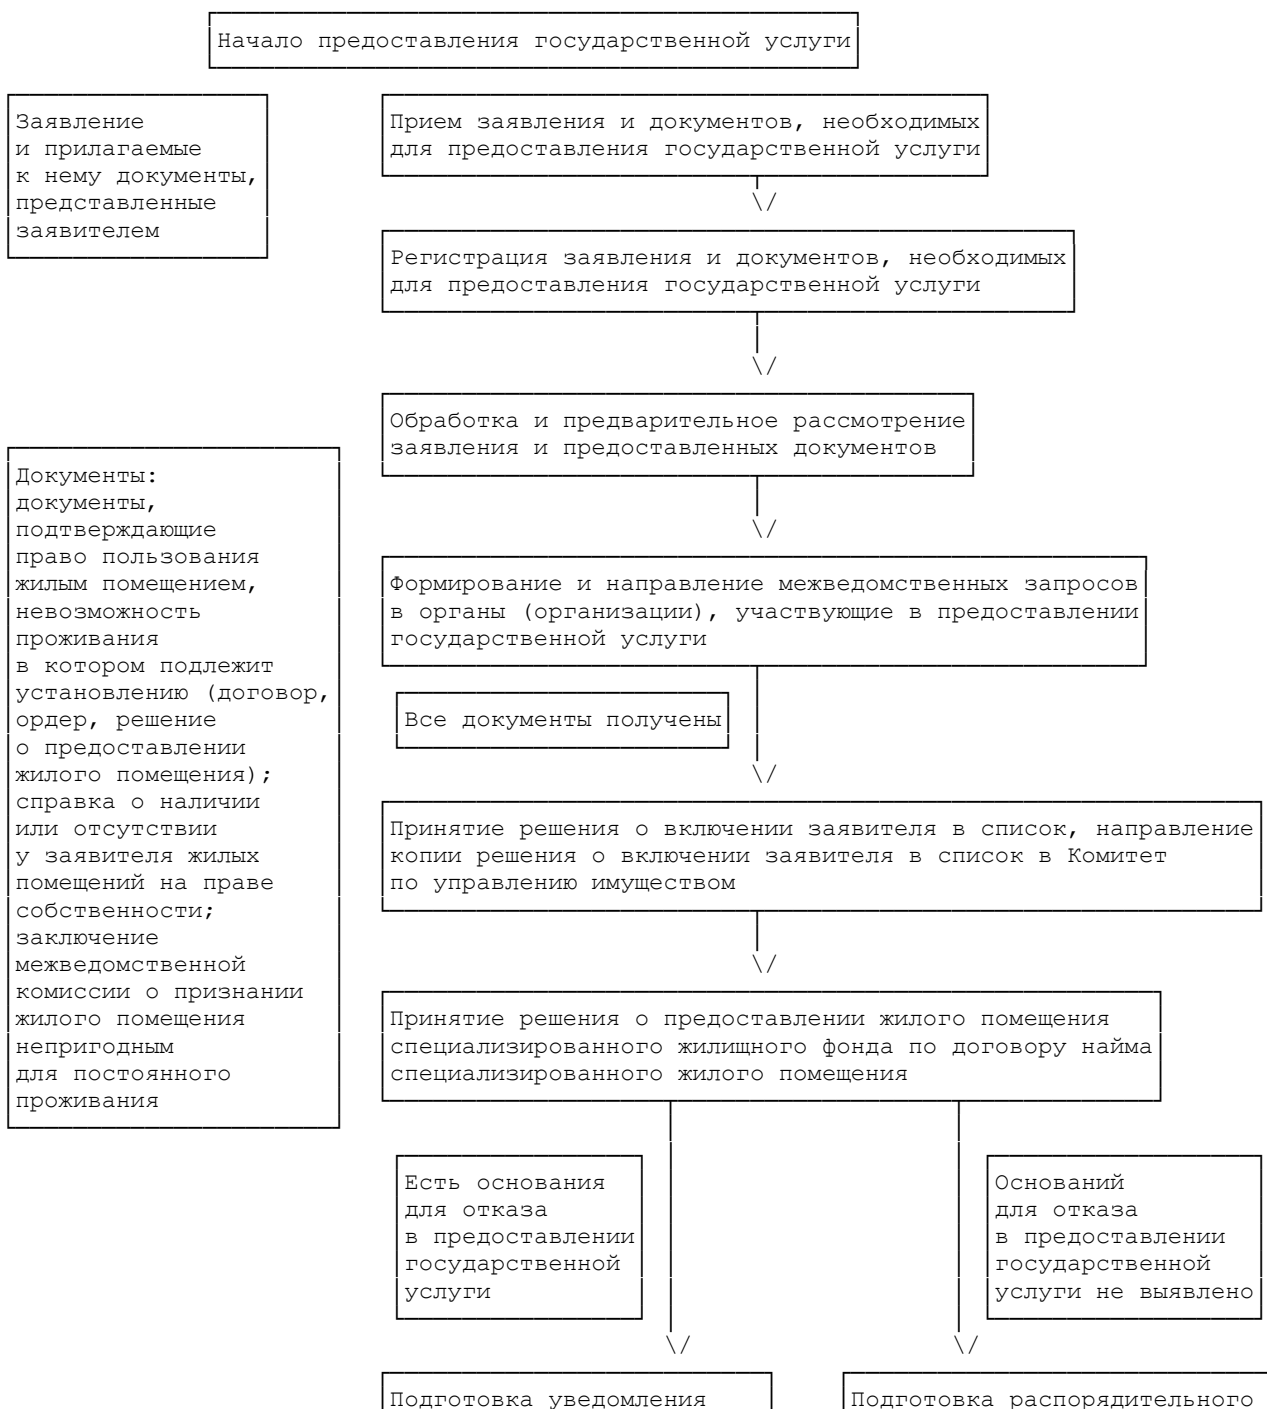 Начало предоставления государственной услуги
Заявление
и прилагаемые
к нему документы,
представленные
заявителем
Прием заявления и документов, необходимых
для предоставления государственной услуги
Регистрация заявления и документов, необходимых
для предоставления государственной услуги
Обработка и предварительное рассмотрение
заявления и предоставленных документов
Документы:
документы,
подтверждающие
право пользования
жилым помещением,
невозможность
проживания
в котором подлежит
установлению (договор,
ордер, решение
о предоставлении
жилого помещения);
справка о наличии
или отсутствии
у заявителя жилых
помещений на праве
собственности;
заключение
межведомственной
комиссии о признании
жилого помещения
непригодным
для постоянного
проживания
Формирование и направление межведомственных запросов
в органы (организации), участвующие в предоставлении
государственной услуги
Все документы получены
Принятие решения о включении заявителя в список, направление
копии решения о включении заявителя в список в Комитет
по управлению имуществом
Принятие решения о предоставлении жилого помещения
специализированного жилищного фонда по договору найма
специализированного жилого помещения
Есть основания
для отказа
в предоставлении
государственной
услуги
Оснований
для отказа
в предоставлении
государственной
услуги не выявлено
Подготовка уведомления
Подготовка распорядительного